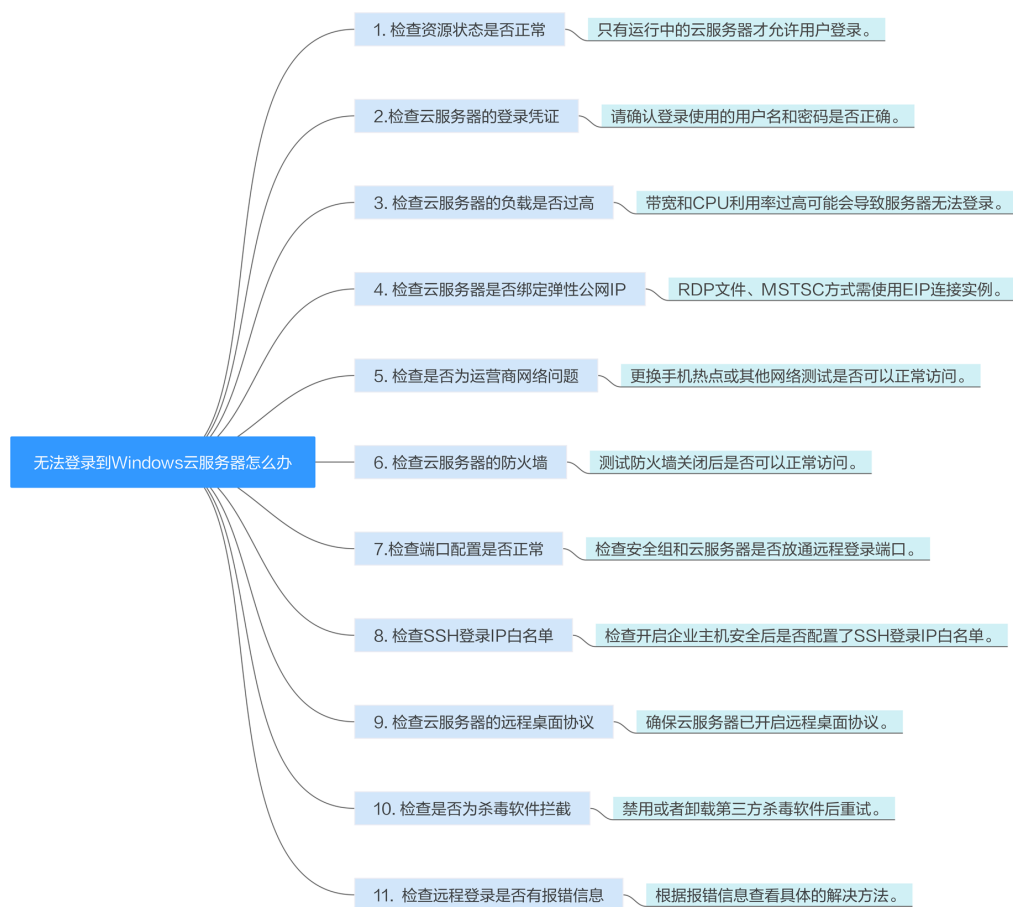 1. 检查资源状态是否正常
只有运行中的云服务器才允许用户登录。
2.检查云服务器的登录凭证
请确认登录使用的用户名和密码是否正确。
3. 检查云服务器的负载是否过高
带宽和CPU利用率过高可能会导致服务器无法登录。
4. 检查云服务器是否绑定弹性公网IP
RDP文件、MSTSC方式需使用EIP连接实例。
5. 检查是否为运营商网络问题
更换手机热点或其他网络测试是否可以正常访问。
无法登录到Windows云服务器怎么办
6. 检查云服务器的防火墙
测试防火墙关闭后是否可以正常访问。
7.检查端口配置是否正常
检查安全组和云服务器是否放通远程登录端口。
8. 检查SSH登录IP白名单
检查开启企业主机安全后是否配置了SSH登录IP白名单。
9. 检查云服务器的远程桌面协议
确保云服务器已开启远程桌面协议。
10. 检查是否为杀毒软件拦截
禁用或者卸载第三方杀毒软件后重试。
11. 检查远程登录是否有报错信息
根据报错信息查看具体的解决方法。